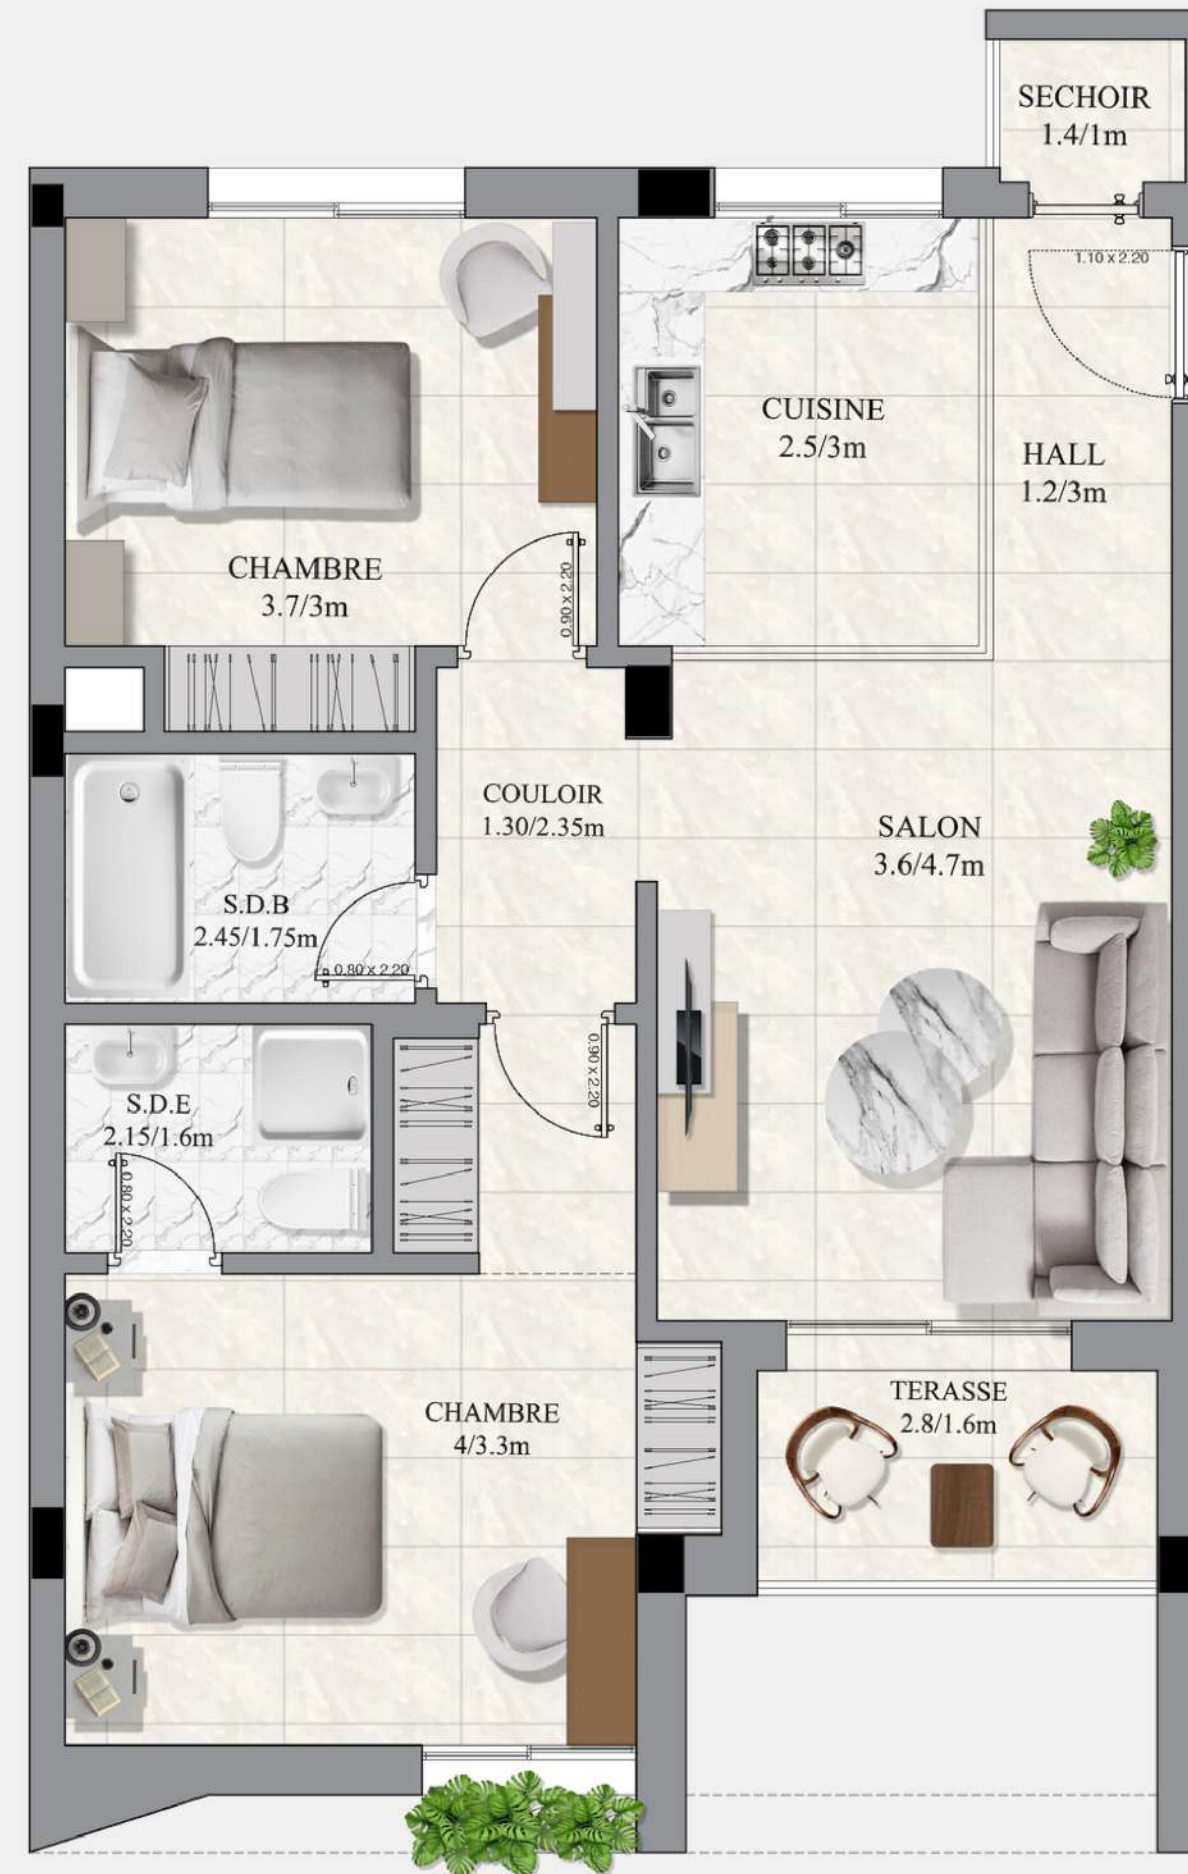 SECHOIR
1.4/1m
1.10 x 2.20
CUISINE
2.5/3m
HALL
1.2/3m
CHAMBRE
3.7/3m
0.90 x 2.20
COULOIR
1.30/2.35m
SALON
3.6/4.7m
S.D.B
2.45/1.75m
0.80 x 2.20
0.90 x 2.20
S.D.E
2.15/1.6m
0.80 x 2.20
CHAMBRE
4/3.3m
TERASSE
2.8/1.6m